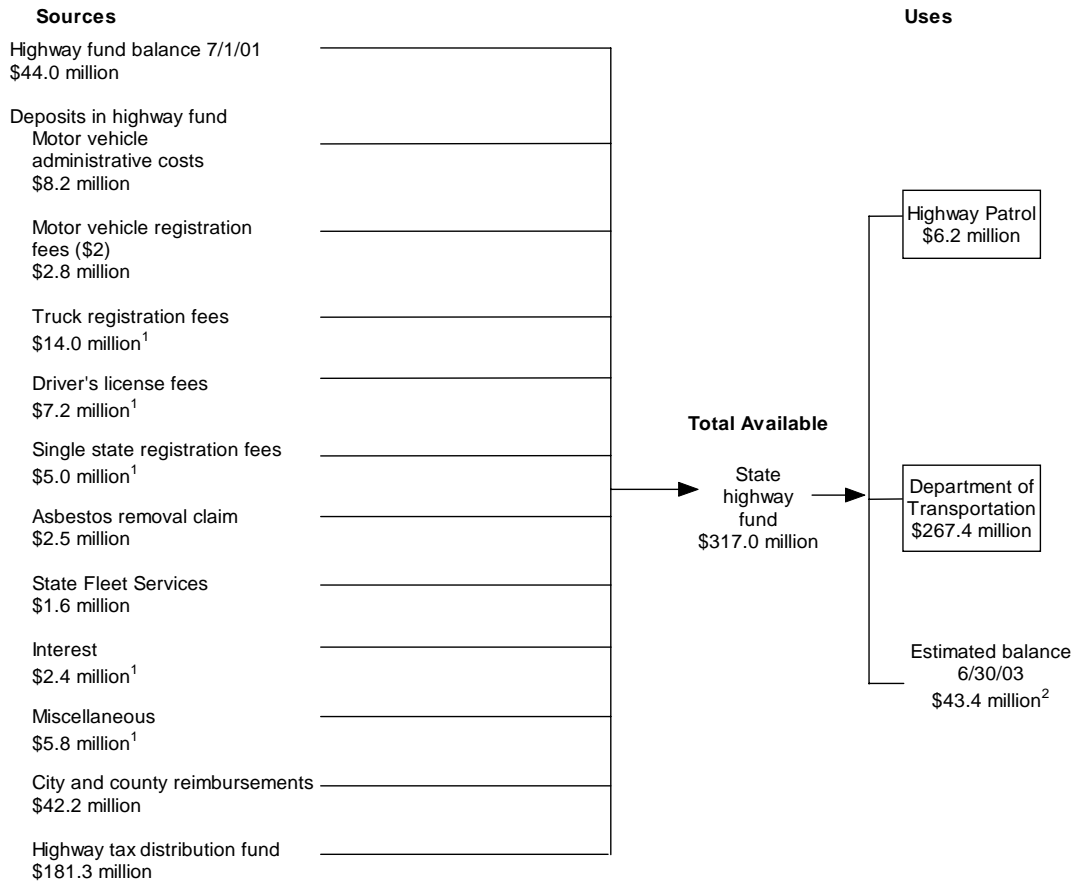 Sources
Highway fund balance 7/1/01
$44.0 million
Deposits in highway fund
Motor vehicle
administrative costs
$8.2 million
Motor vehicle registration
fees ($2)
$2.8 million
Truck registration fees
$14.0 million¹
Driver's license fees
$7.2 million¹
Single state registration fees
$5.0 million¹
Asbestos removal claim
$2.5 million
State Fleet Services
$1.6 million
Interest
$2.4 million¹
Miscellaneous
$5.8 million¹
City and county reimbursements
$42.2 million
Highway tax distribution fund
$181.3 million
Total Available
State
highway
fund
$317.0 million
Uses
Highway Patrol
$6.2 million
Department of
Transportation
$267.4 million
Estimated balance
6/30/03
$43.4 million²